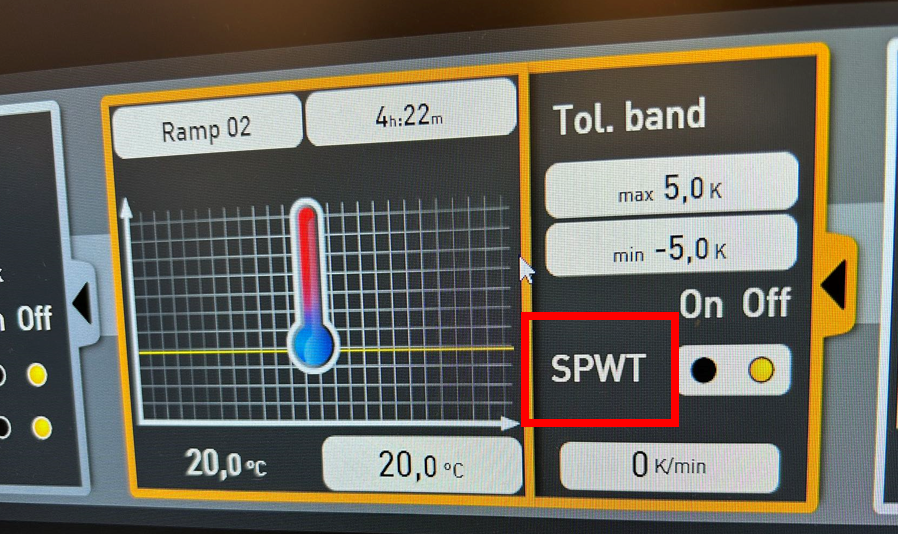 Ramp 02
4h:22m
Tol. band
max 5,0 K
min -5,0 K
On Off
Off
SPWT
20,0 °C
20,0 °C
0 K/min